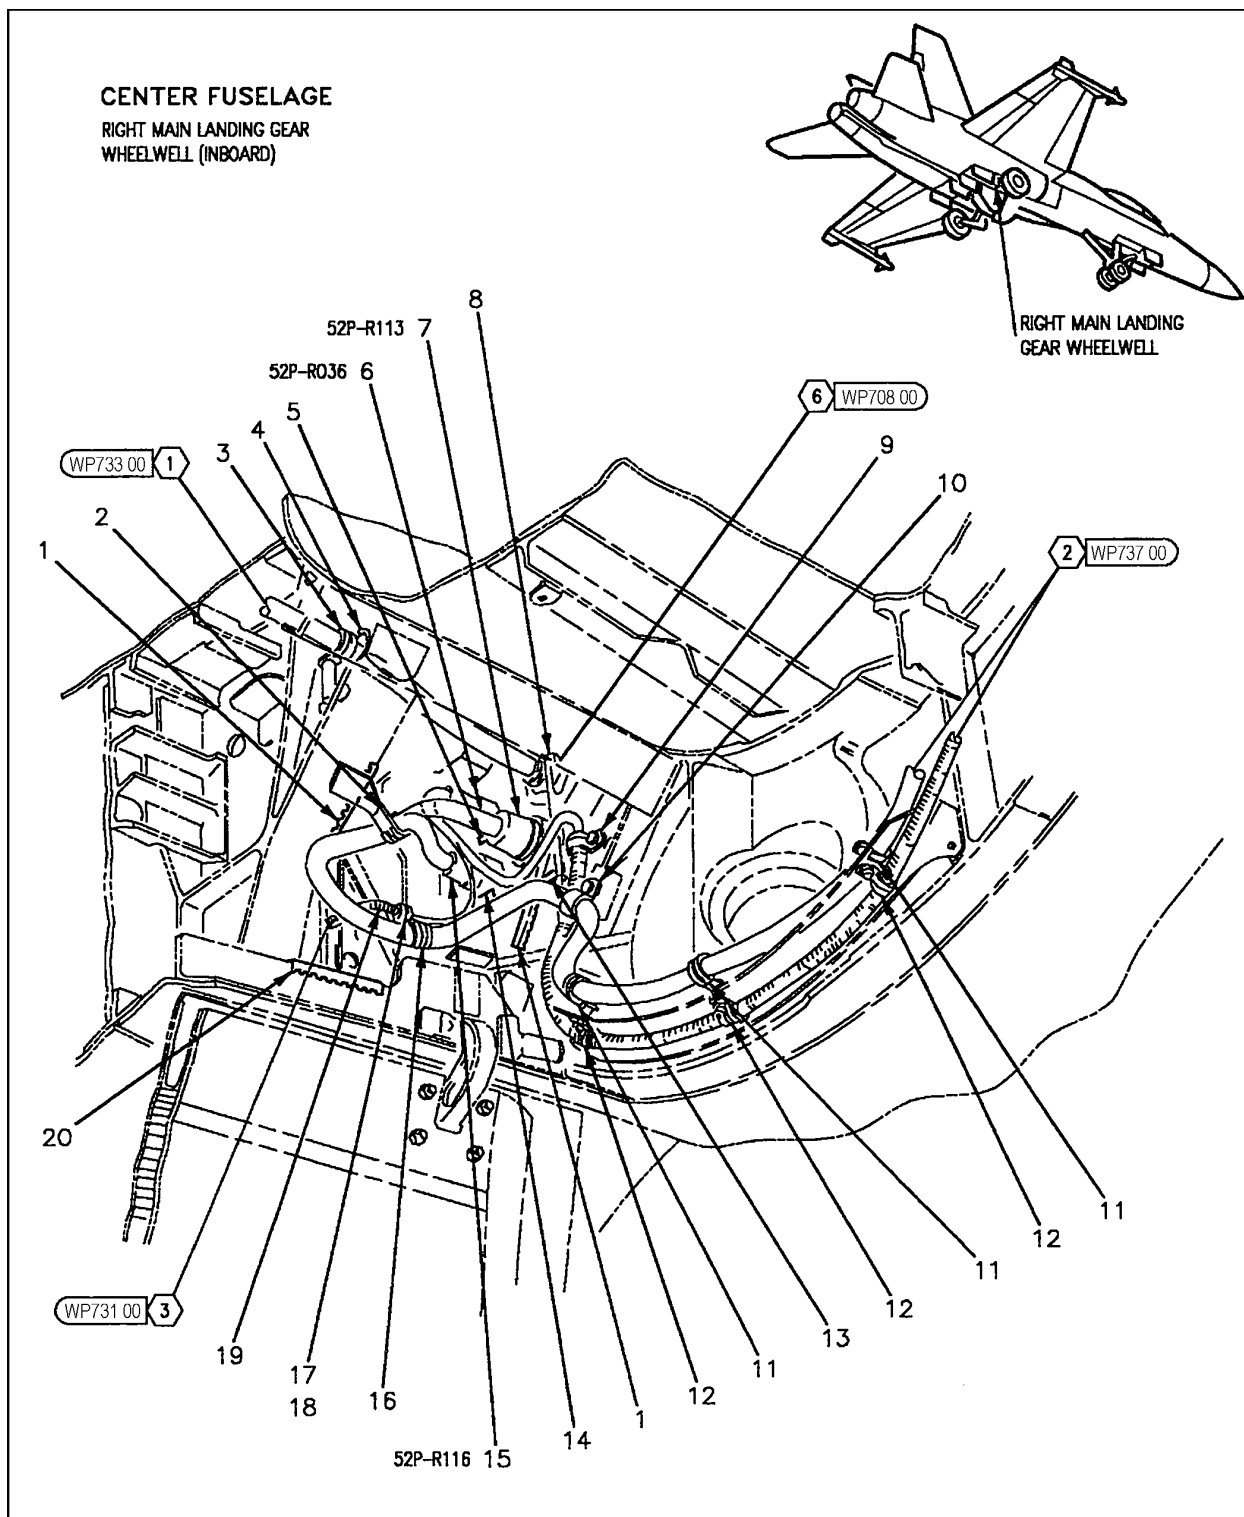 CENTER FUSELAGE
RIGHT MAIN LANDING GEAR
WHEELWELL (INBOARD)
RIGHT MAIN LANDING
GEAR WHEELWELL
8
52P-R113 7
52P-R036 6
5
4
3
WP733 00 1
2
1
6 WP708 00
9
10
2 WP737 00
20
WP731 00 3
19
17
18
16
52P-R116 15
14
1
12
11
13
12
11
12
11